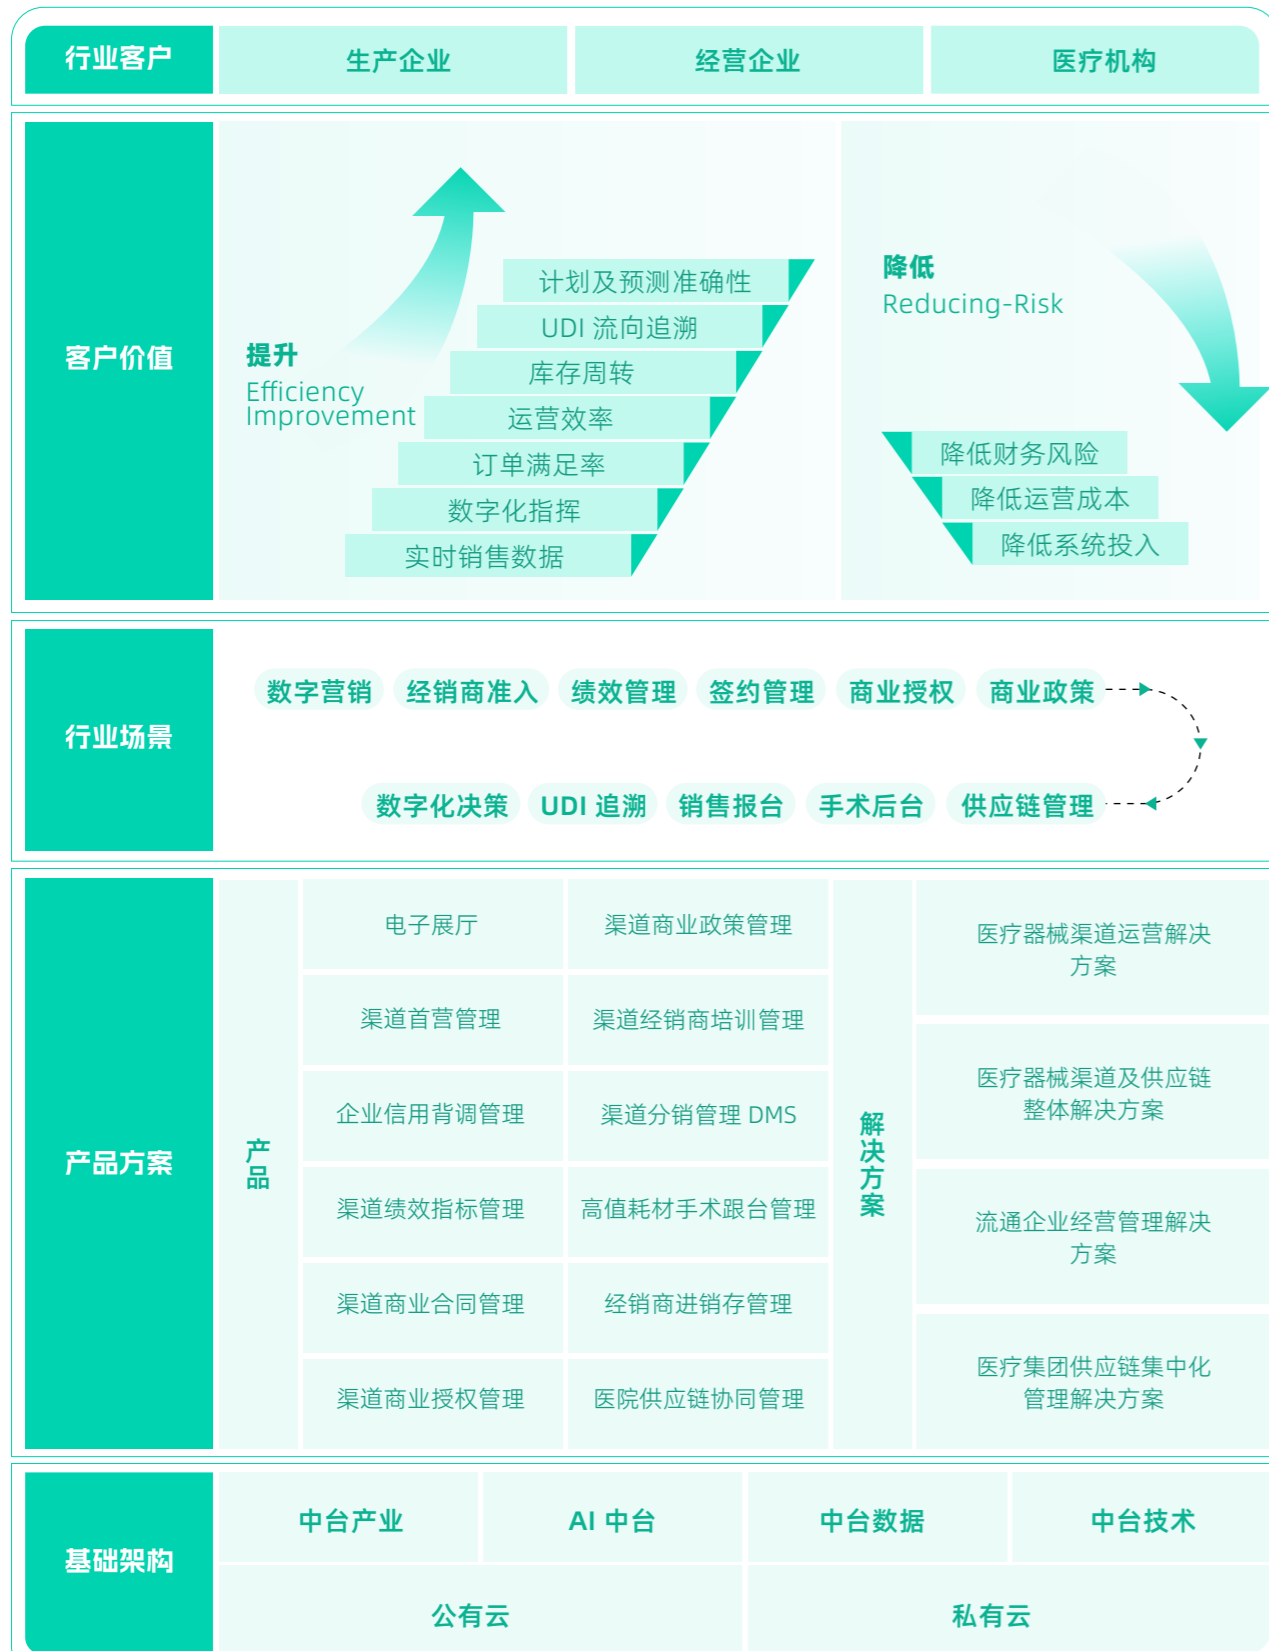 行业客户
生产企业
经营企业
医疗机构
客户价值
提升
Efficiency
Improvement
计划及预测准确性
UDI 流向追溯
库存周转
运营效率
订单满足率
数字化指挥
实时销售数据
降低
Reducing-Risk
降低财务风险
降低运营成本
降低系统投入
行业场景
数字营销
经销商准入
绩效管理
签约管理
商业授权
商业政策
数字化决策
UDI 追溯
销售报台
手术后台
供应链管理
产品方案
产品
电子展厅
渠道商业政策管理
渠道首营管理
渠道经销商培训管理
企业信用背调管理
渠道分销管理 DMS
渠道绩效指标管理
高值耗材手术跟台管理
渠道商业合同管理
经销商进销存管理
渠道商业授权管理
医院供应链协同管理
解决方案
医疗器械渠道运营解决
方案
医疗器械渠道及供应链
整体解决方案
流通企业经营管理解决
方案
医疗集团供应链集中化
管理解决方案
基础架构
中台产业
AI 中台
中台数据
中台技术
公有云
私有云